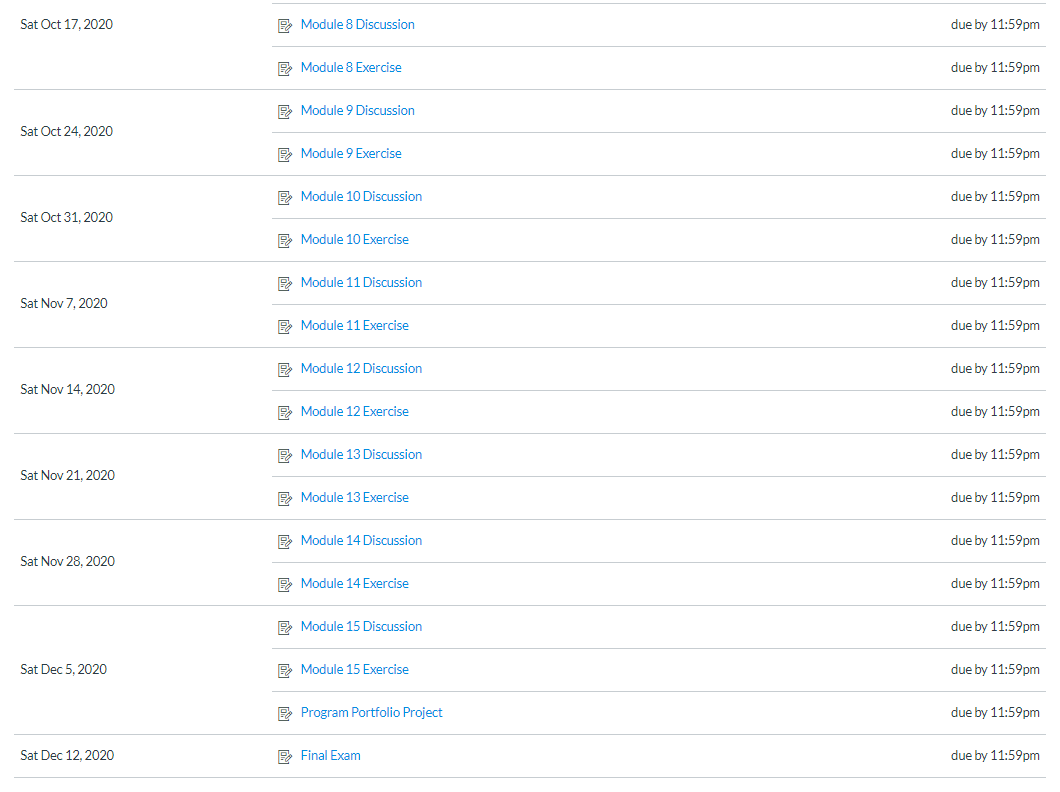 Sat Oct 17, 2020 Module 8 Discussion due by 11:59pm
Module 8 Exercise due by 11:59pm
Module 9 Discussion due by 11:59pm
Sat Oct 24, 2020
Module 9 Exercise due by 11:59pm
Module 10 Discussion due by 11:59pm
Sat Oct 31, 2020
Module 10 Exercise due by 11:59pm
Module 11 Discussion due by 11:59pm
Sat Nov 7, 2020
Module 11 Exercise due by 11:59pm
Module 12 Discussion due by 11:59pm
Sat Nov 14, 2020
Module 12 Exercise due by 11:59pm
Module 13 Discussion due by 11:59pm
Sat Nov 21, 2020
Module 13 Exercise due by 11:59pm
Module 14 Discussion due by 11:59pm
Sat Nov 28, 2020
Module 14 Exercise due by 11:59pm
Module 15 Discussion due by 11:59pm
Sat Dec 5, 2020 Module 15 Exercise due by 11:59pm
Program Portfolio Project due by 11:59pm
Sat Dec 12, 2020 Final Exam due by 11:59pm